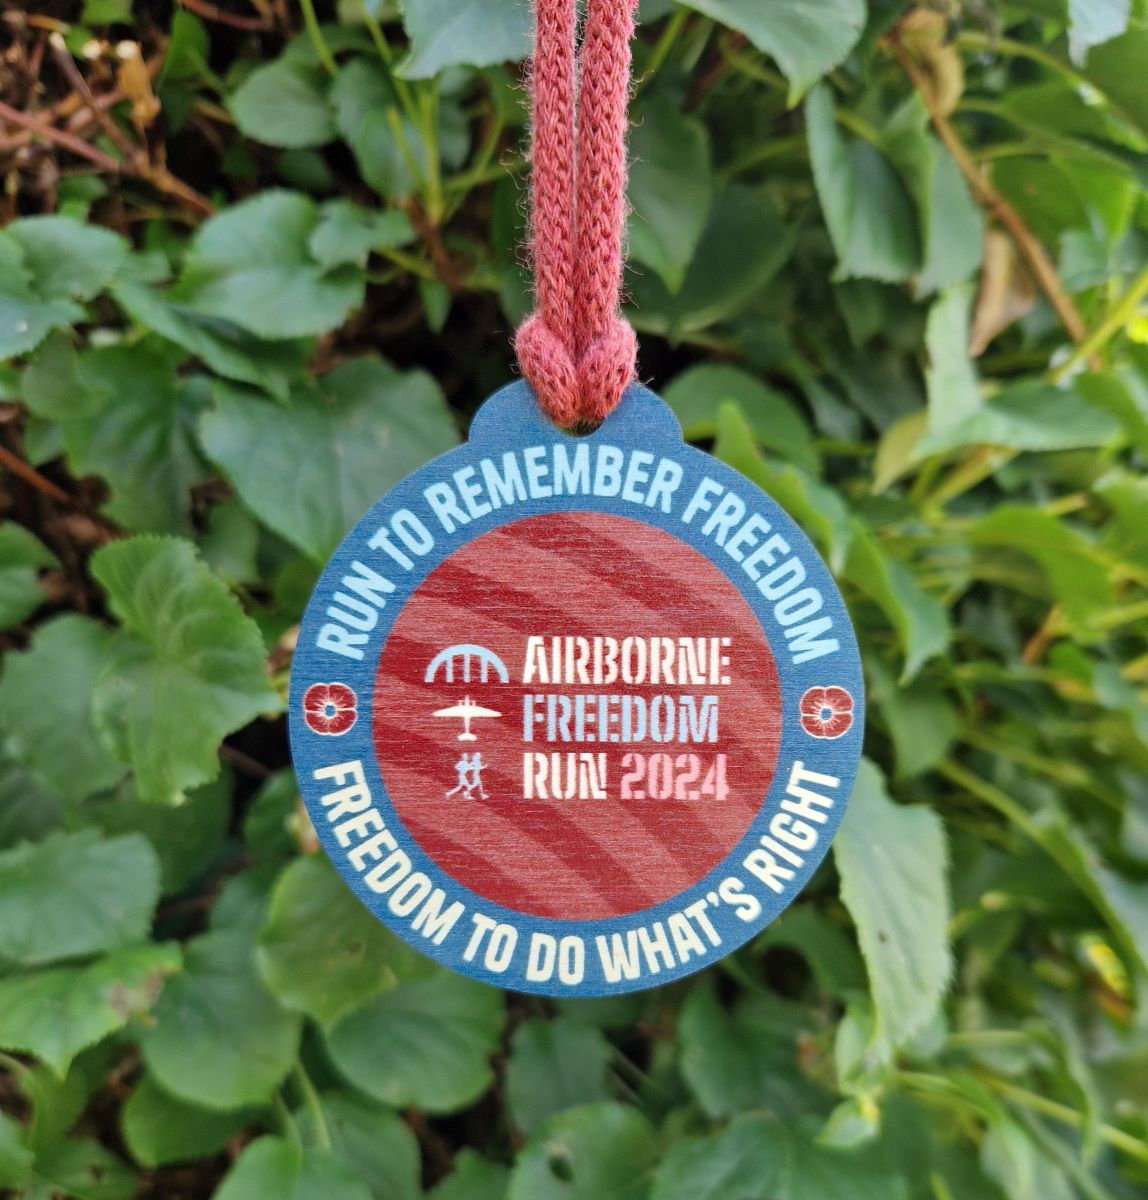 RUN TO REMEMBER FREEDOM
AIRBORNE
FREEDOM
RUN 2024
FREEDOM TO DO WHAT'S RIGHT